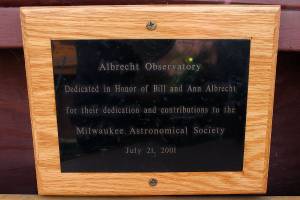 Albrecht Observatory
Dedicated in Honor of Bill and Ann Albrecht
for their dedication and contributions to the
Milwaukee Astronomical Society
July 21, 2001